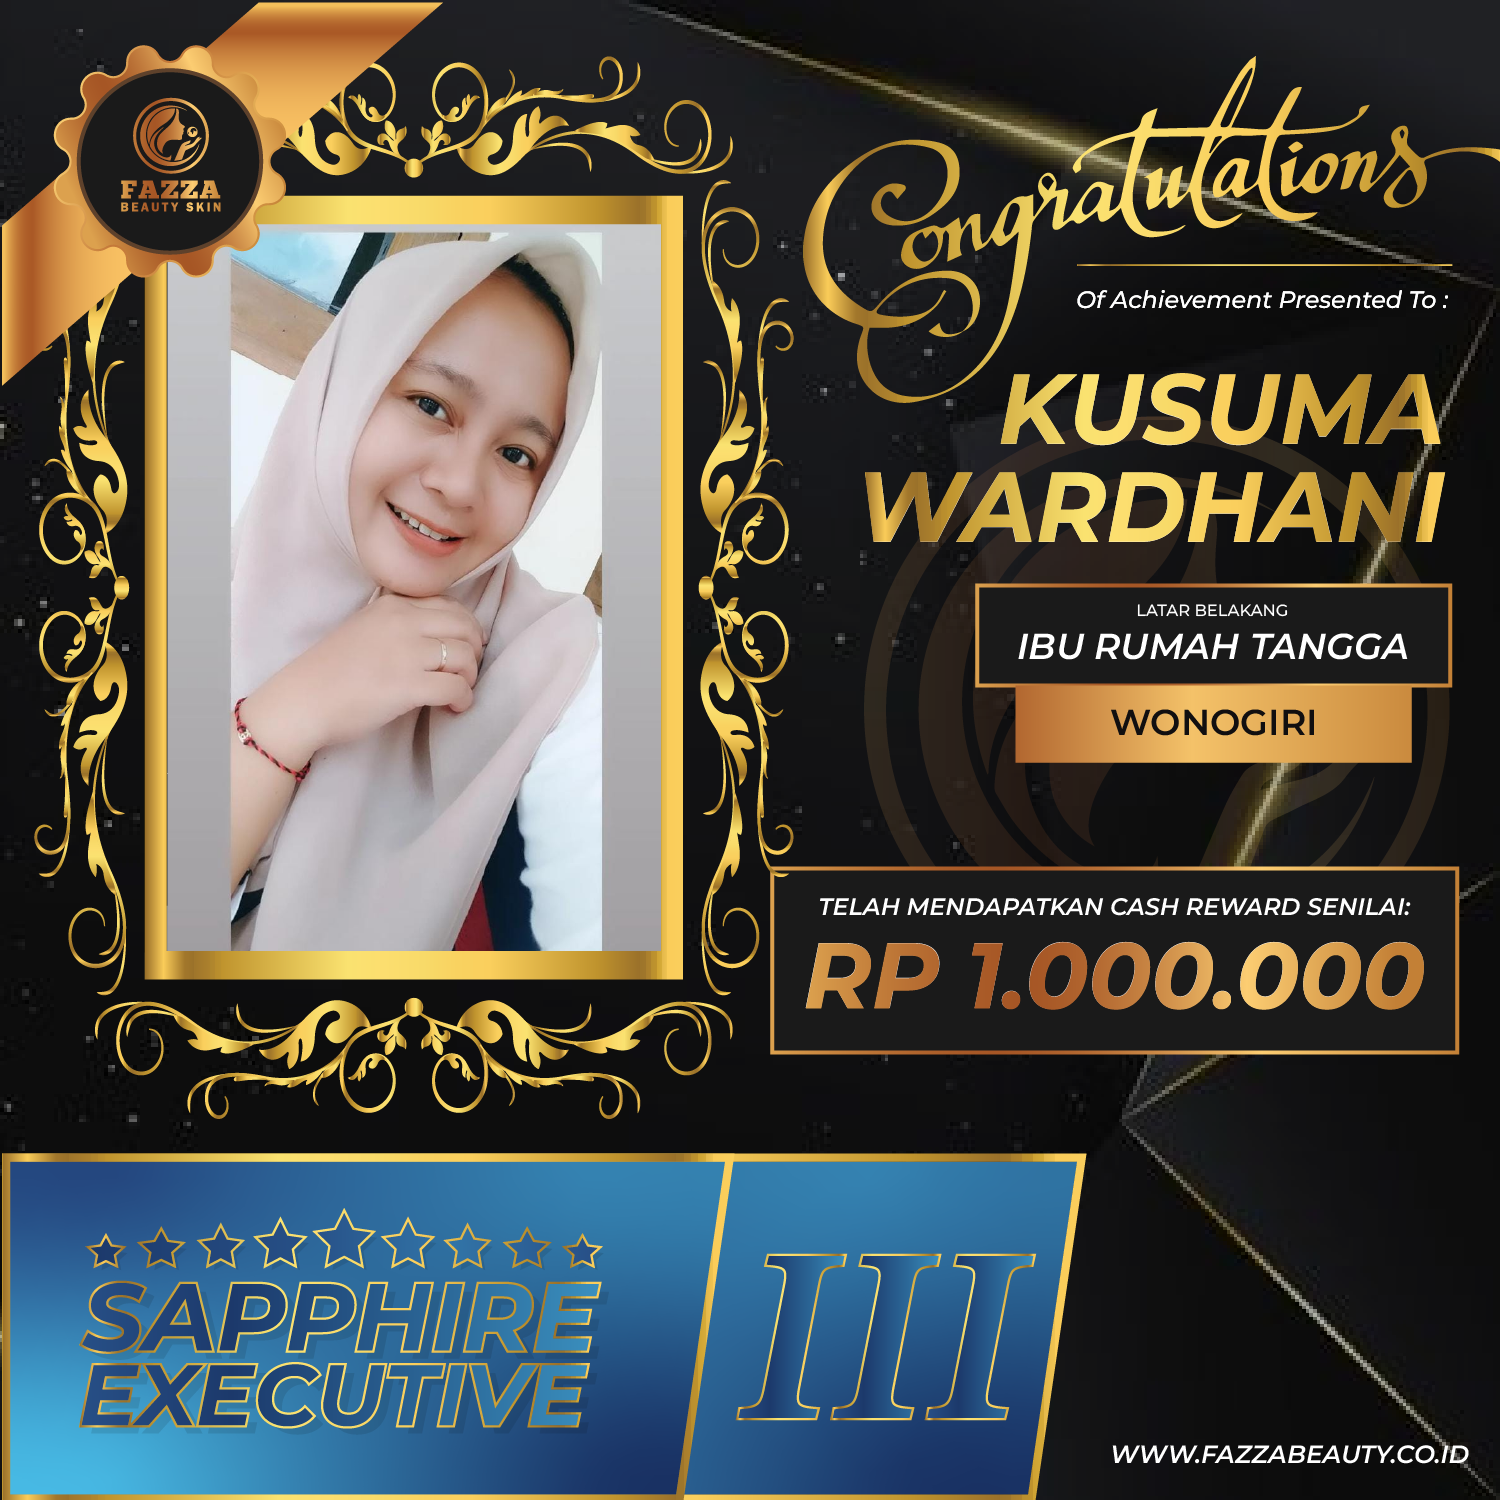 FAZZA
BEAUTY SKIN
Congratulations
Of Achievement Presented To :
KUSUMA
WARDHANI
LATAR BELAKANG
IBU RUMAH TANGGA
WONOGIRI
TELAH MENDAPATKAN CASH REWARD SENILAI:
RP 1.000.000
SAPPHIRE
EXECUTIVE
III
WWW.FAZZABEAUTY.CO.ID